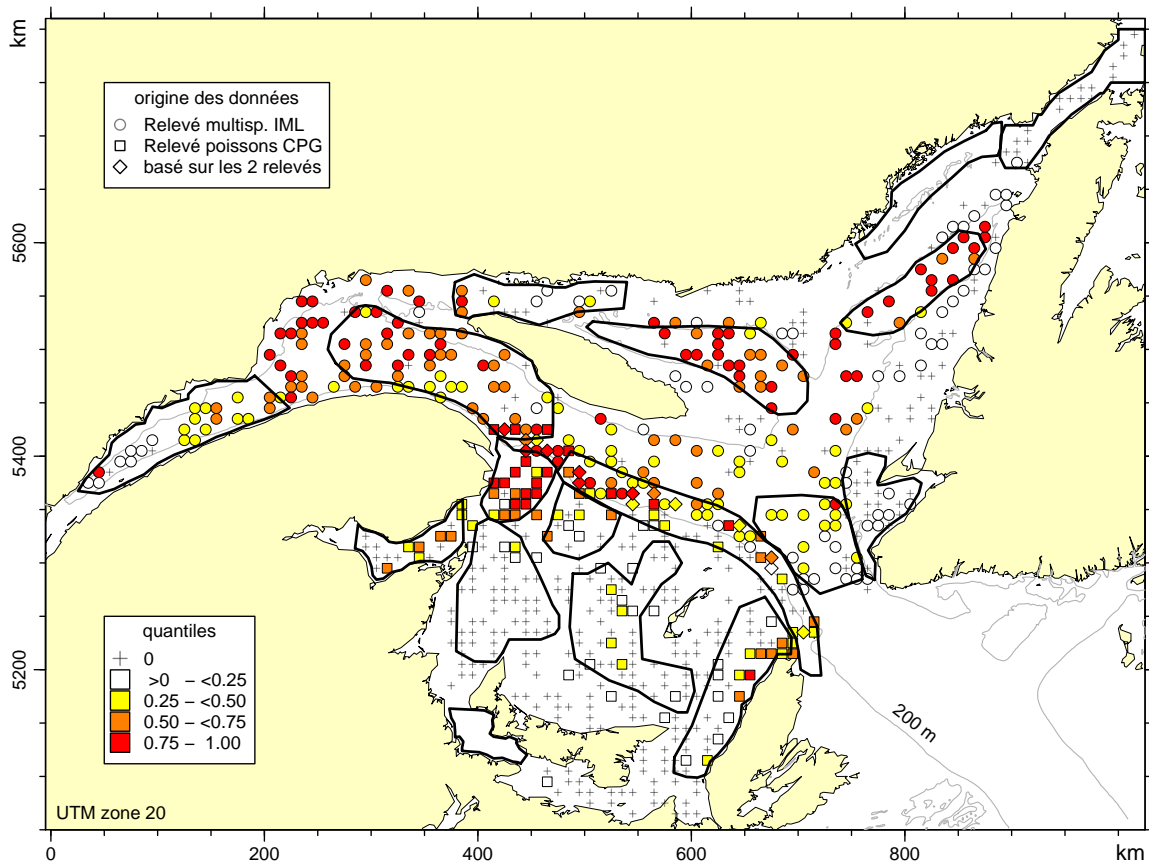 km
5600
5400
5200
origine des données
Relevé multisp. IML
Relevé poissons CPG
basé sur les 2 relevés
quantiles
0
>0 – <0.25
0.25 – <0.50
0.50 – <0.75
0.75 – 1.00
200 m
UTM zone 20
0 200 400 600 800 km